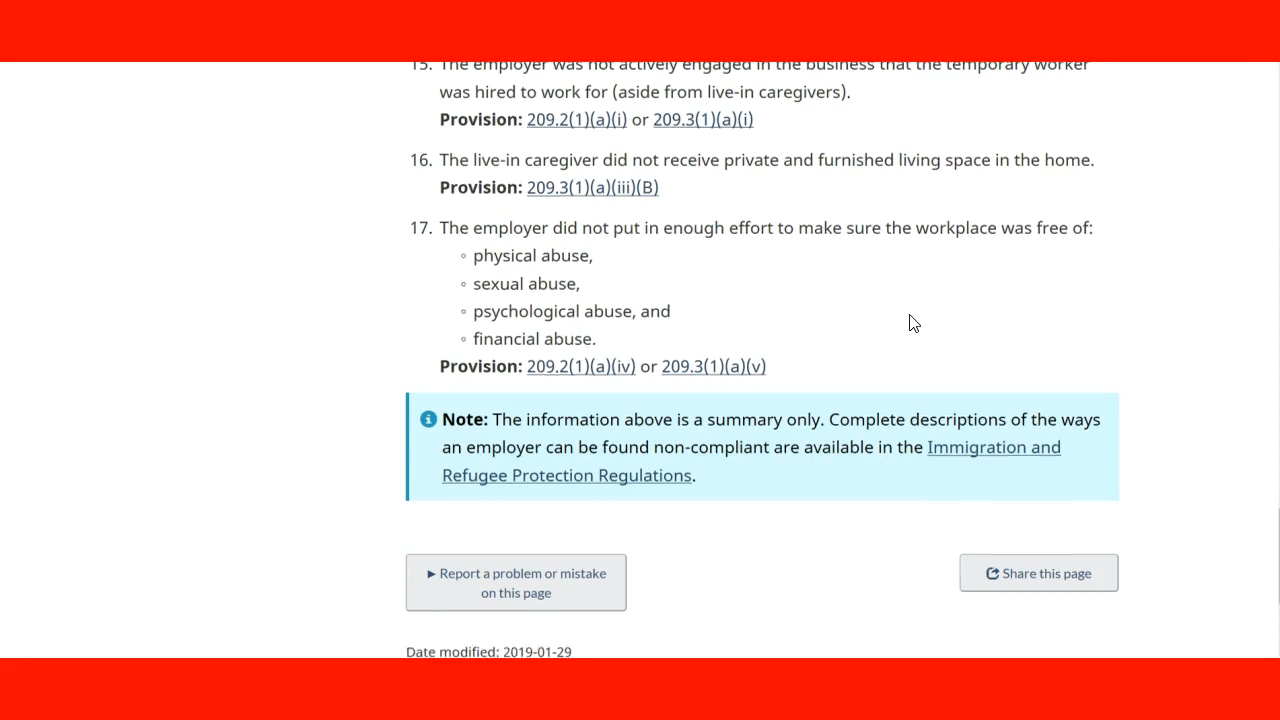 15. The employer was not actively engaged in the business that the temporary worker
was hired to work for (aside from live-in caregivers).
Provision: 209.2(1)(a)(i) or 209.3(1)(a)(i)
16. The live-in caregiver did not receive private and furnished living space in the home.
Provision: 209.3(1)(a)(iii)(B)
17. The employer did not put in enough effort to make sure the workplace was free of:
◦ physical abuse,
◦ sexual abuse,
◦ psychological abuse, and
◦ financial abuse.
Provision: 209.2(1)(a)(iv) or 209.3(1)(a)(v)
Note: The information above is a summary only. Complete descriptions of the ways
an employer can be found non-compliant are available in the Immigration and
Refugee Protection Regulations.
▶ Report a problem or mistake
on this page
Share this page
Date modified: 2019-01-29